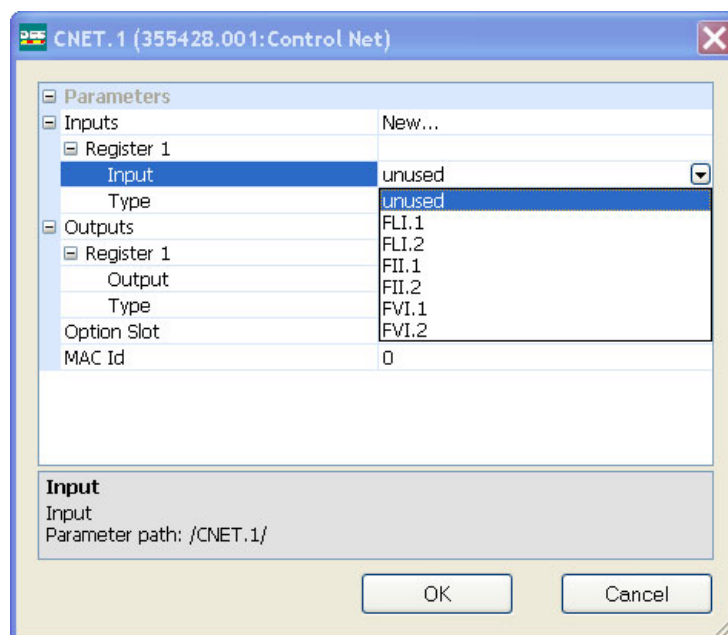 CNET.1 (355428.001:Control Net)
Parameters
Inputs New...
Register 1
Input unused
Type unused
FLI.1
FLI.2
FII.1
FII.2
FVI.1
FVI.2
Outputs
Register 1
Output
Type
Option Slot
MAC Id 0
Input
Input
Parameter path: /CNET.1/
OK Cancel